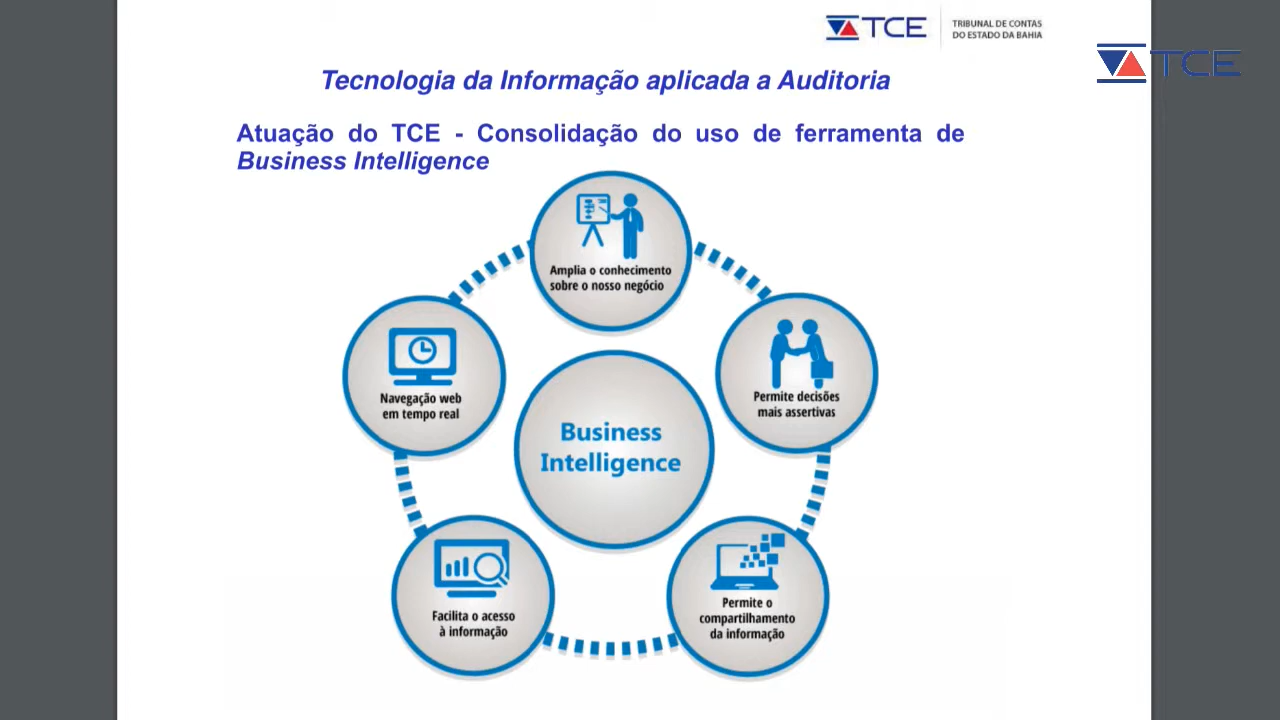 TCE
TRIBUNAL DE CONTAS
DO ESTADO DA BAHIA
TCE
Tecnologia da Informação aplicada a Auditoria
Atuação do TCE - Consolidação do uso de ferramenta de
Business Intelligence
Amplia o conhecimento
sobre o nosso negócio
Navegação web
em tempo real
Permite decisões
mais assertivas
Business
Intelligence
Facilita o acesso
à informação
Permite o
compartilhamento
da informação